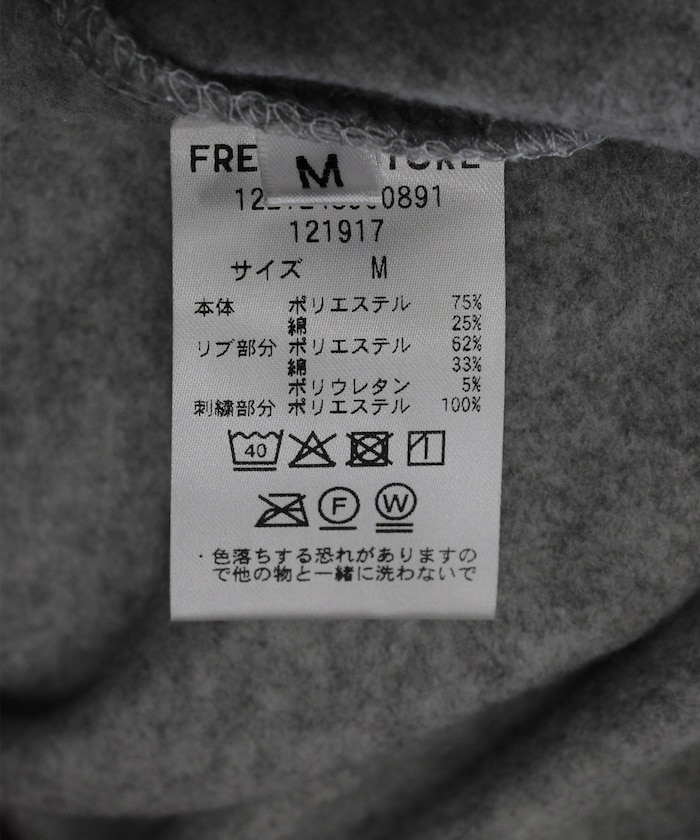 M
0891
121917
サイズ M
本体 ポリエステル 75%
綿 25%
リブ部分 ポリエステル 62%
綿 33%
ポリウレタン 5%
刺繍部分 ポリエステル 100%
40
F W
・色落ちする恐れがありますの
で他の物と一緒に洗わないで